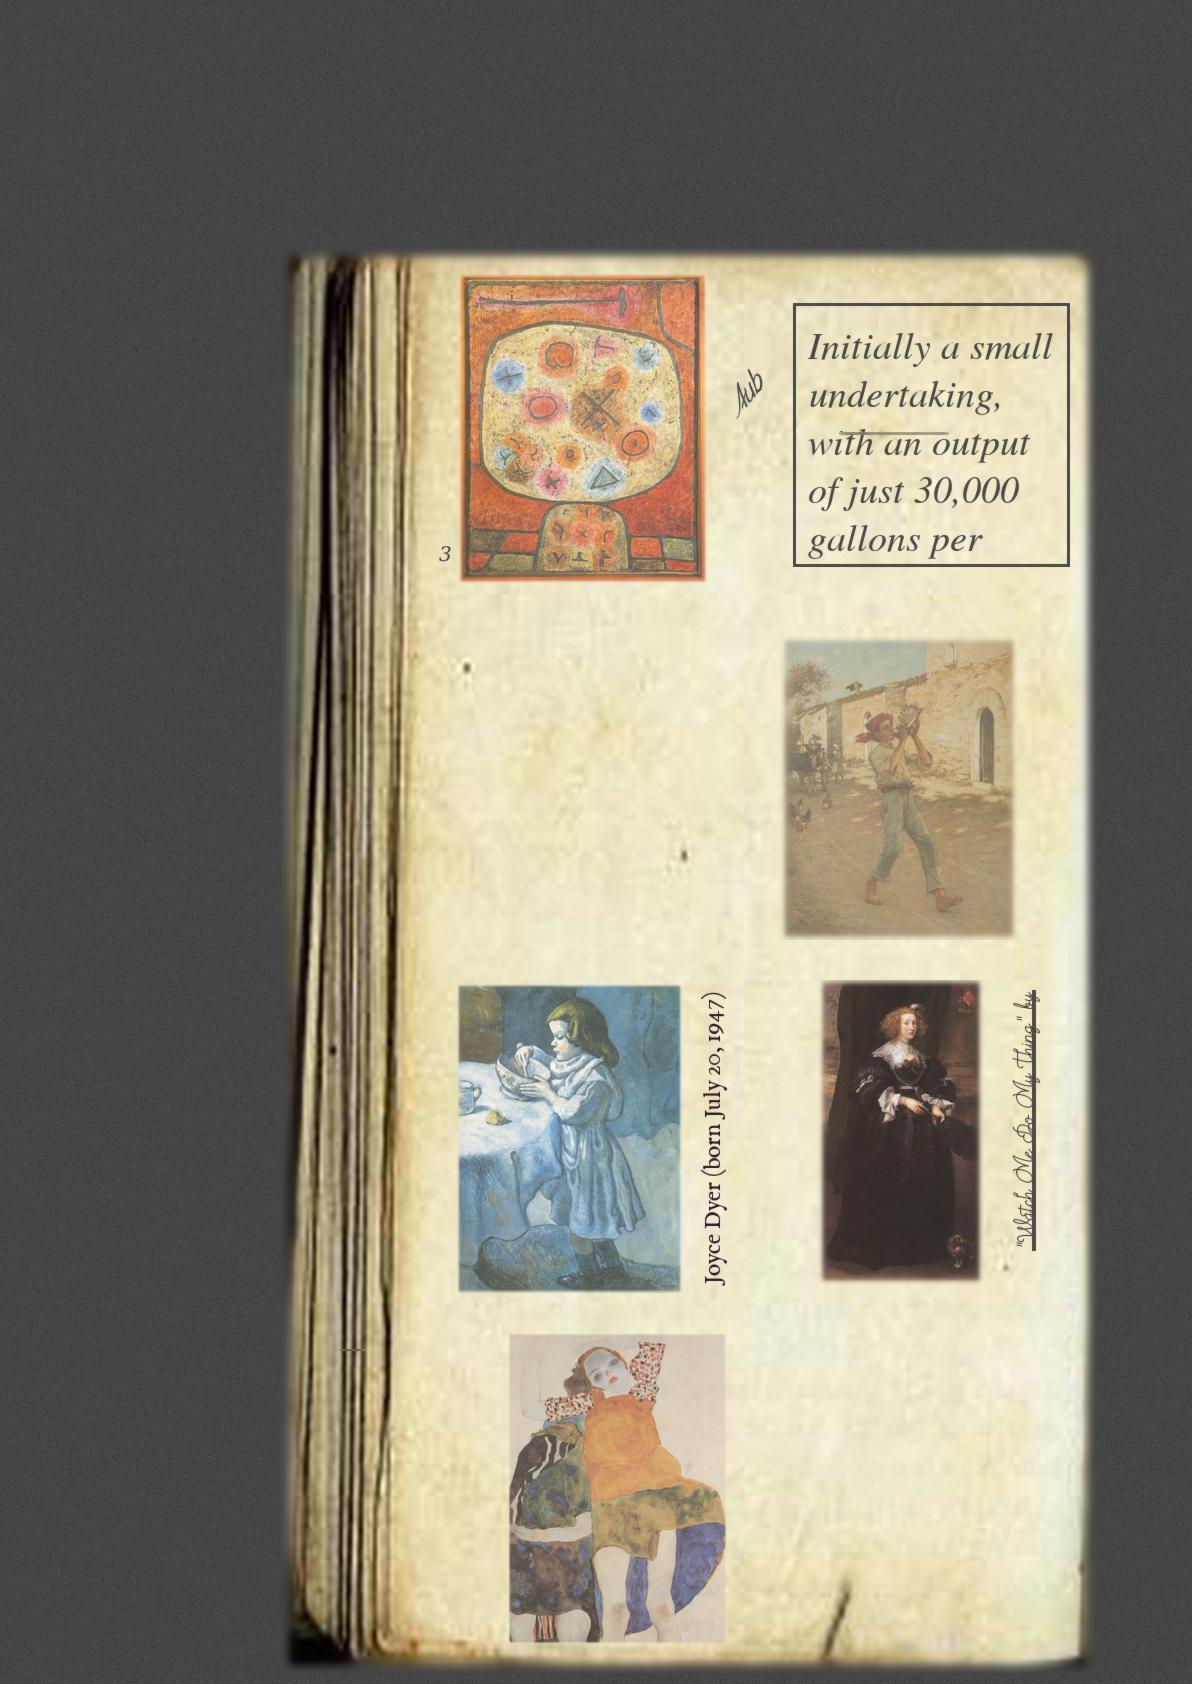 Sub
Initially a small
undertaking,
with an output
of just 30,000
gallons per
3
Joyce Dyer (born July 20, 1947)
"Watch Me Do My Thing" by